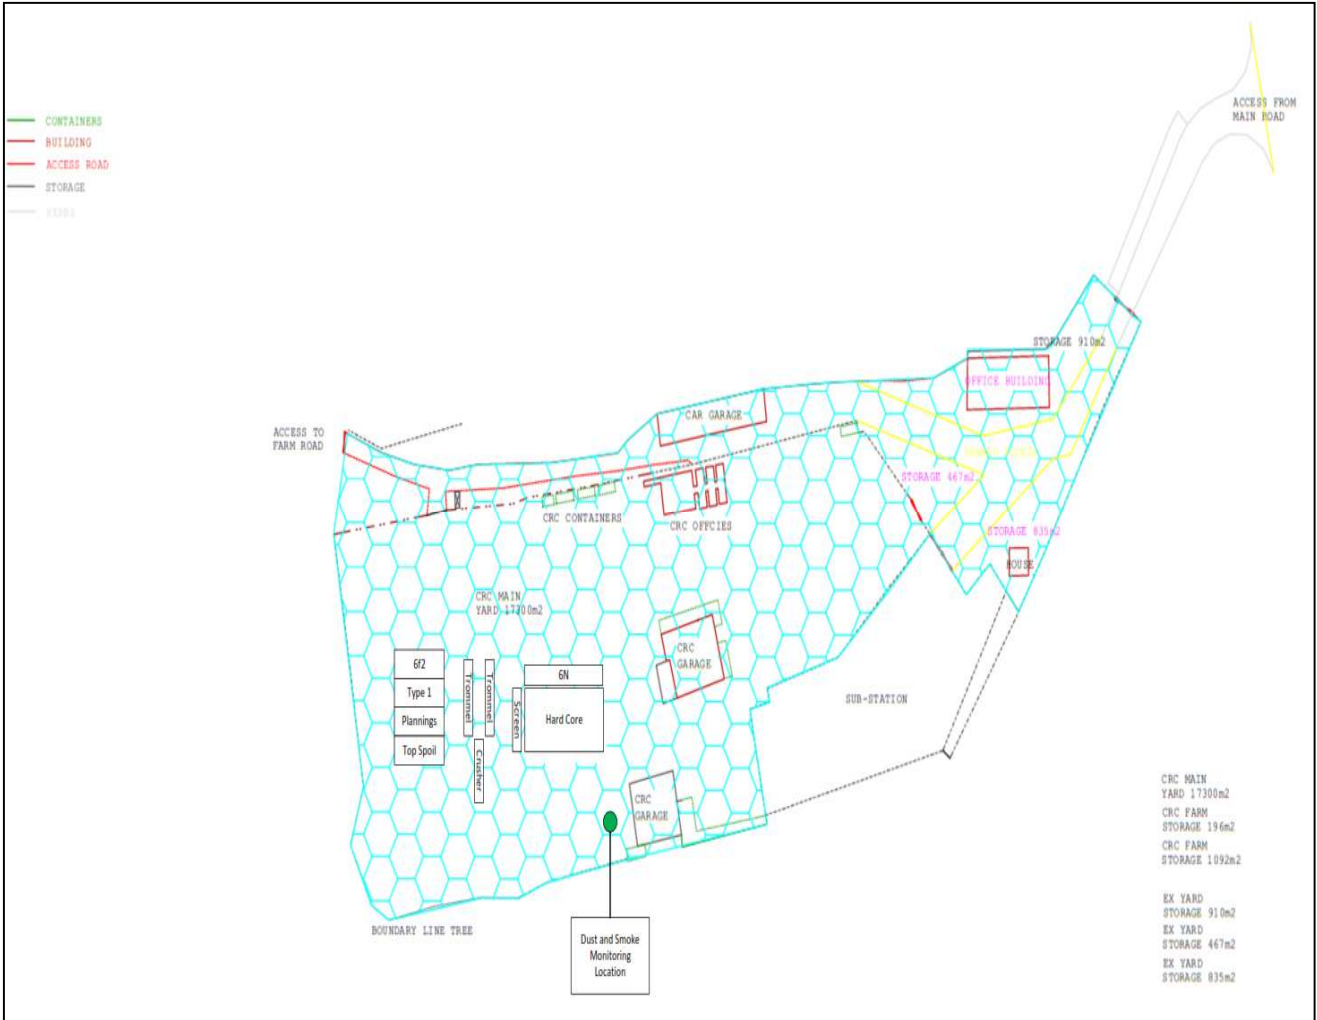 ACCESS FROM
MAIN ROAD
CONTAINERS
BUILDING
ACCESS ROAD
STORAGE
STORAGE 910m2
OFFICE BUILDING
CAR GARAGE
ACCESS TO
FARM ROAD
STORAGE 467m2
CRC CONTAINERS
CRC OFFCIES
STORAGE 835m2
HOUSE
CRC MAIN
YARD 17300m2
CRC
GARAGE
6f2
Type 1
Plannings
Top Spoil
Trommel
Trommel
Crusher
Screen
6N
Hard Core
SUB-STATION
CRC
GARAGE
BOUNDARY LINE TREE
Dust and Smoke
Monitoring
Location
CRC MAIN
YARD 17300m2
CRC FARM
STORAGE 196m2
CRC FARM
STORAGE 1092m2
EX YARD
STORAGE 910m2
EX YARD
STORAGE 467m2
EX YARD
STORAGE 835m2